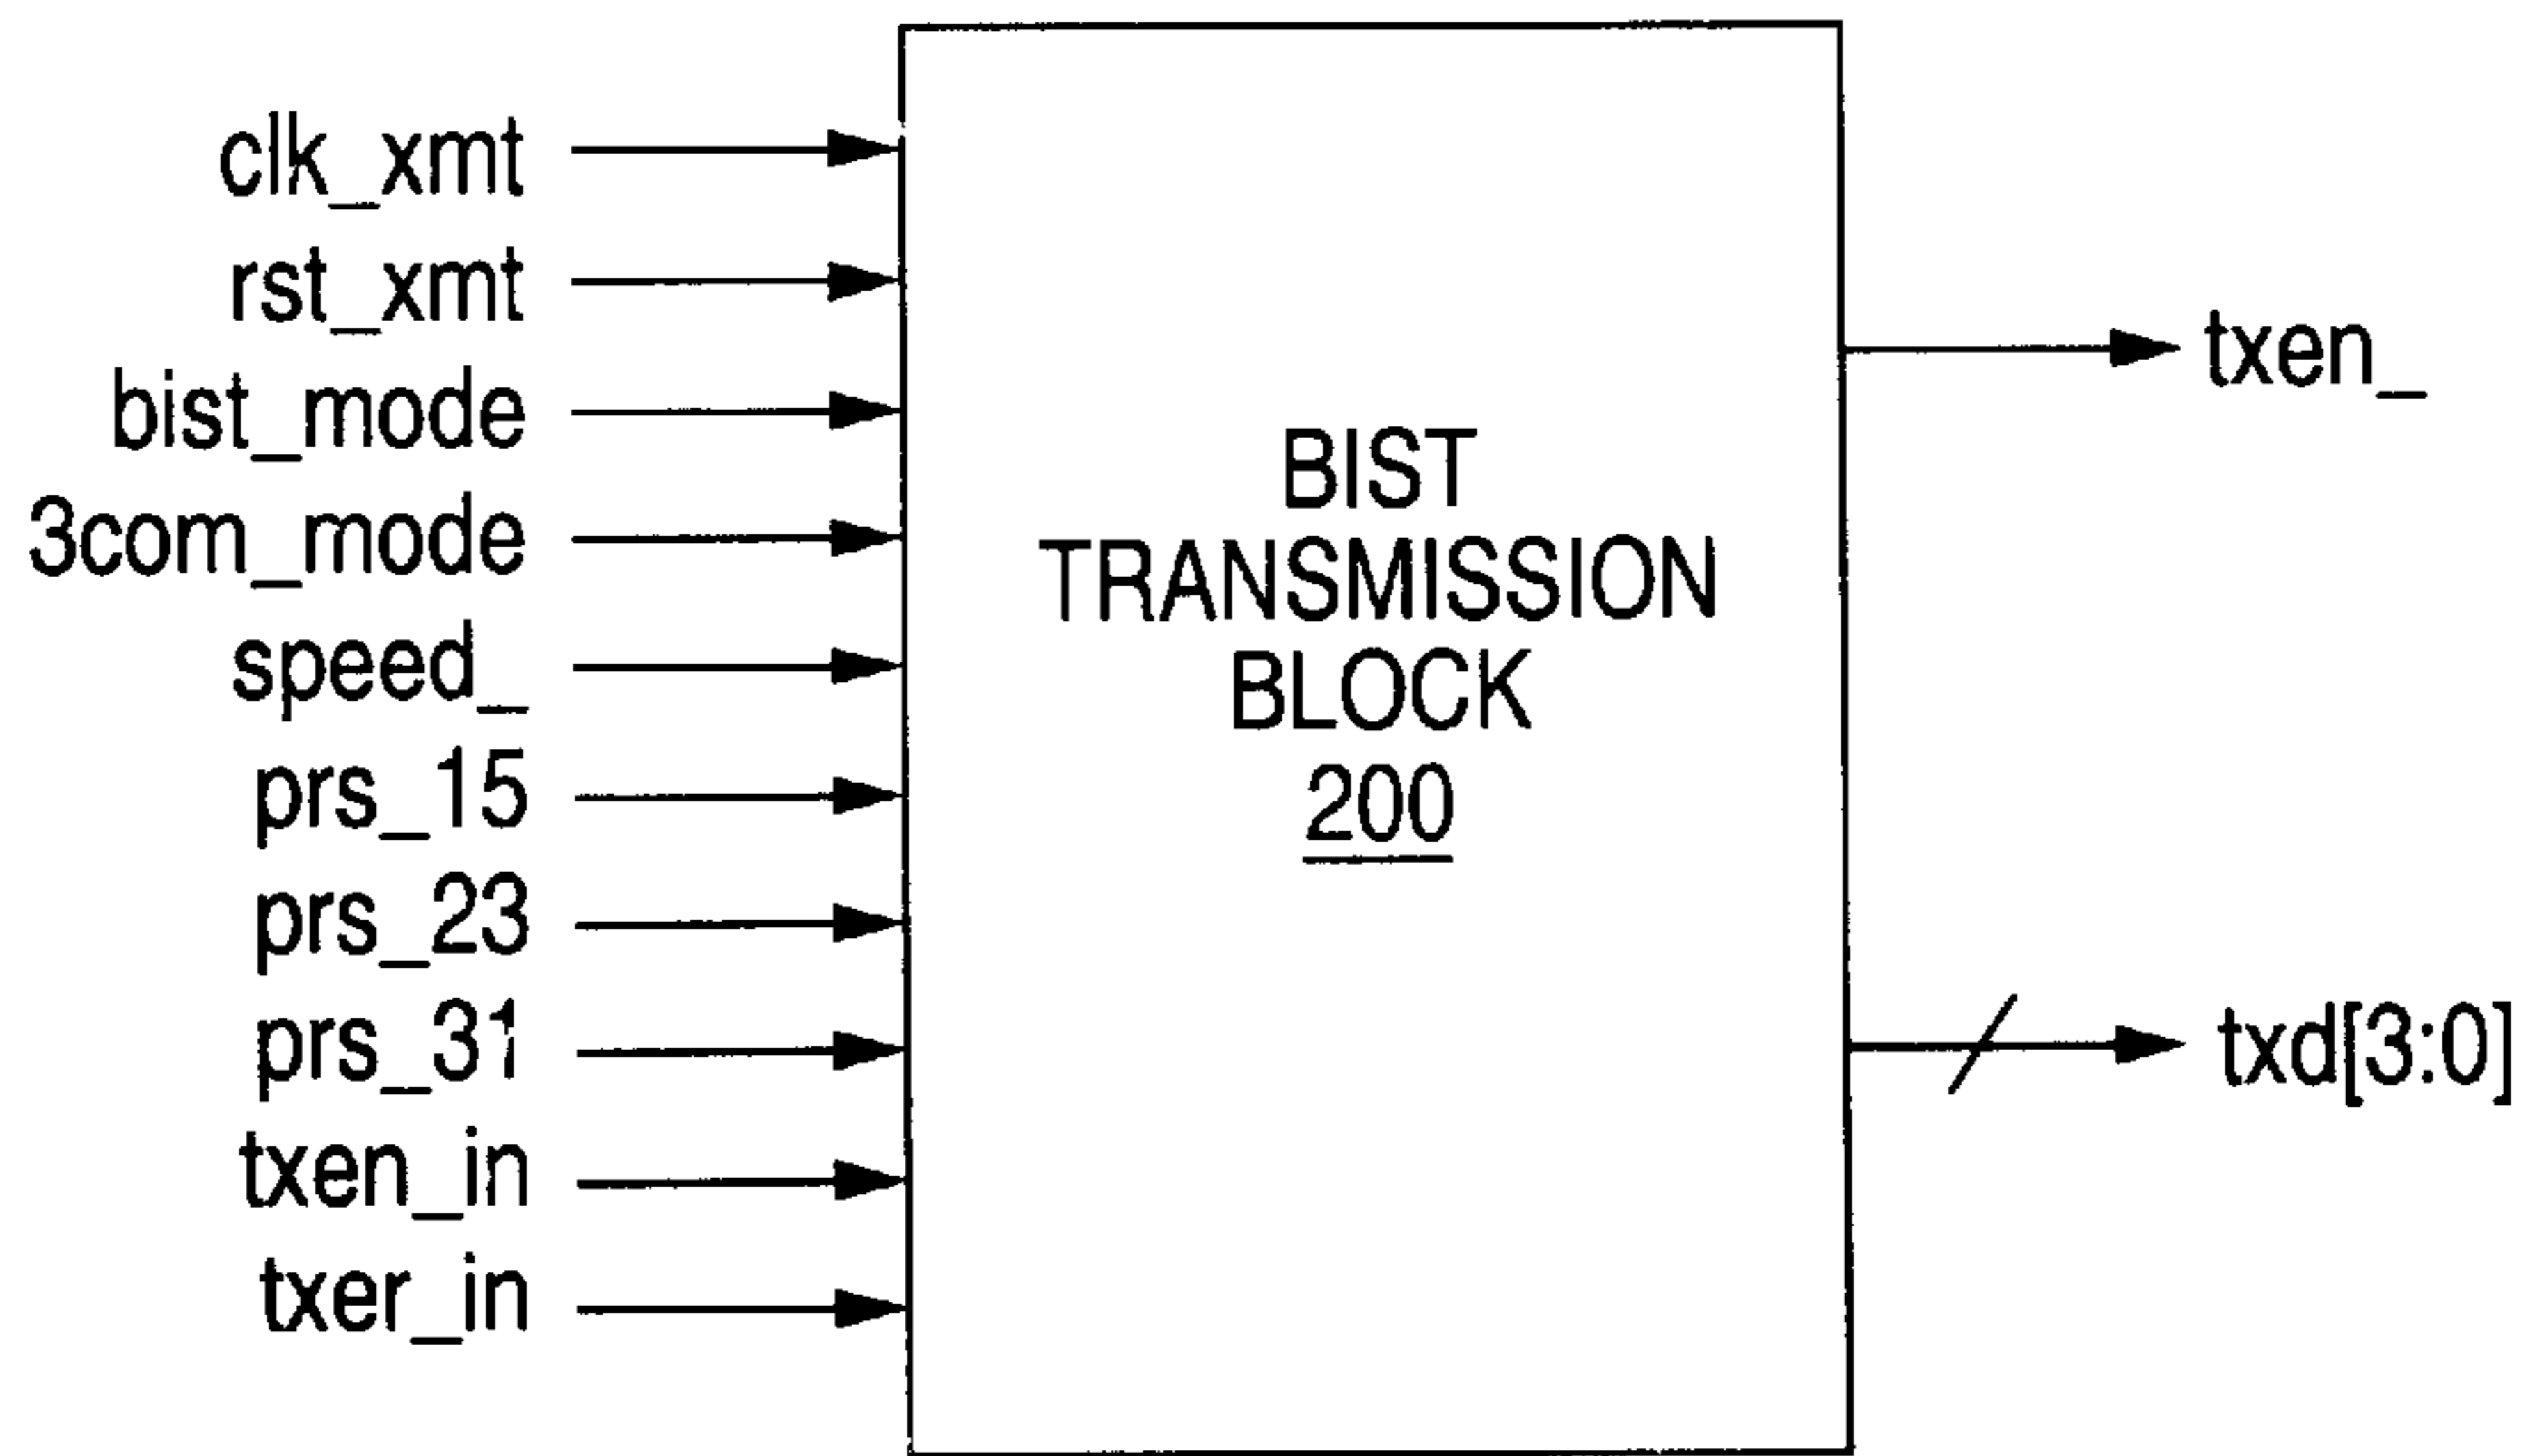 clk_xmt
rst_xmt
bist_mode
3com_mode
speed_
prs_15
prs_23
prs_31
txen_in
txer_in
BIST
TRANSMISSION
BLOCK
200
txen_
txd[3:0]